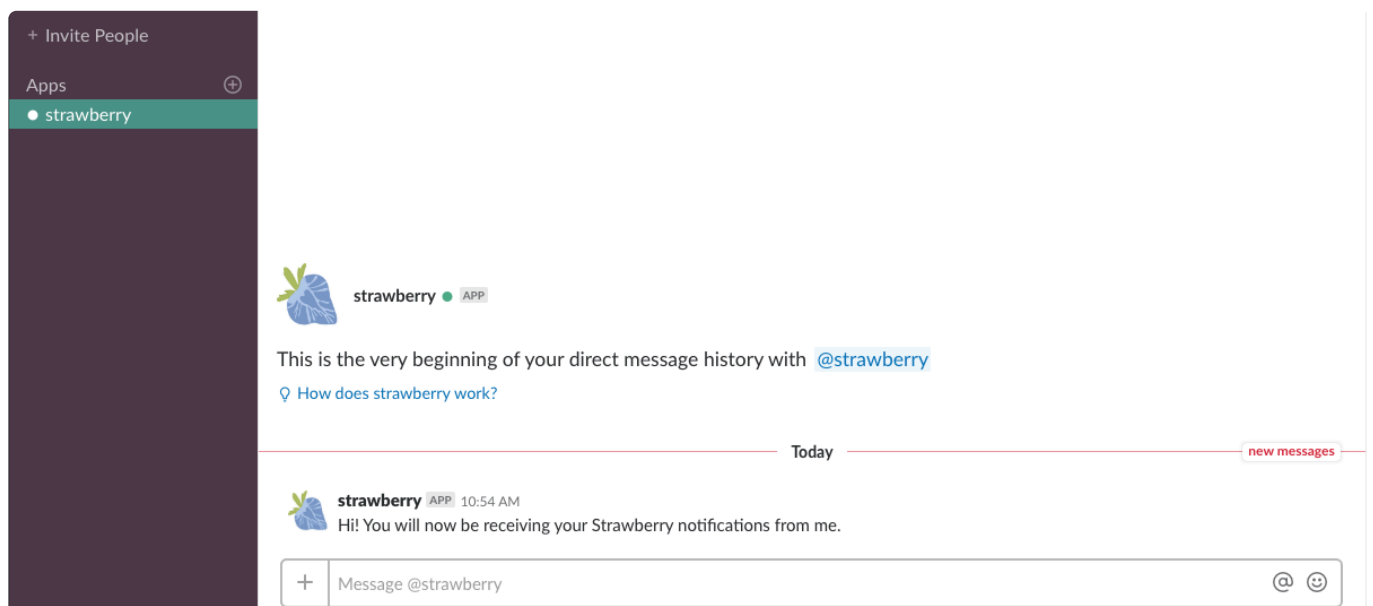 + Invite People
Apps
strawberry
strawberry APP
This is the very beginning of your direct message history with @strawberry
How does strawberry work?
Today
new messages
strawberry APP 10:54 AM
Hi! You will now be receiving your Strawberry notifications from me.
+ Message @strawberry @